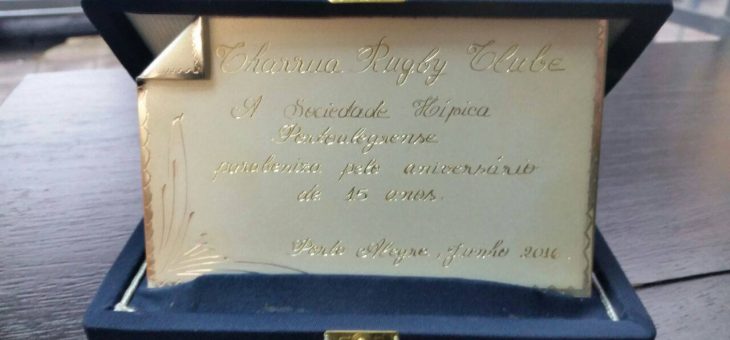 Charrua Rugby Clube
A Sociedade Hípica
Portoalegrense
parabeniza pelo aniversário
de 15 anos.
Porto Alegre, Junho 2016